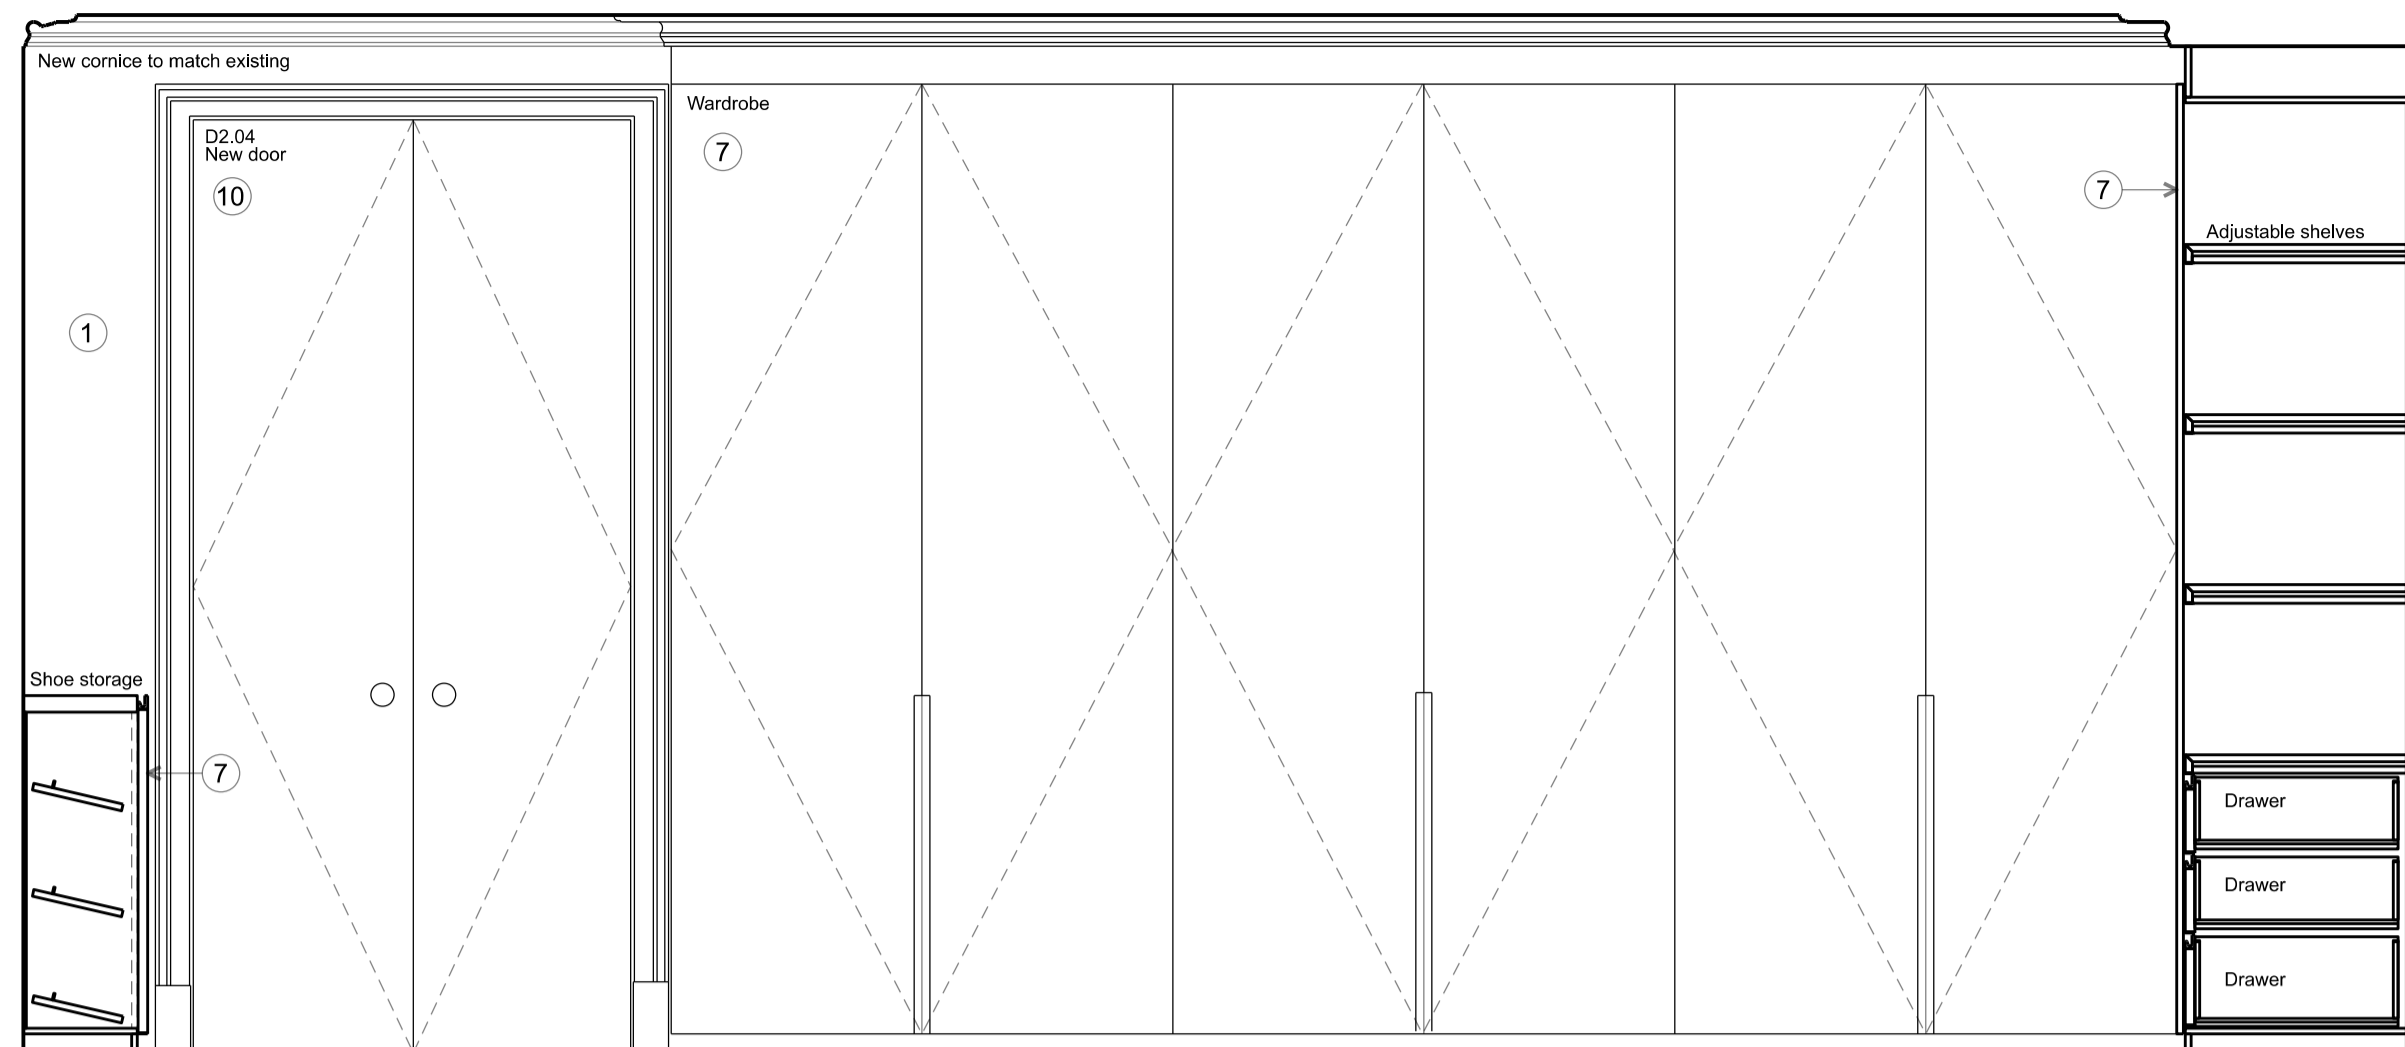 New cornice to match existing
Wardrobe
7
D2.04
New door
10
7
Adjustable shelves
1
Shoe storage
7
Drawer
Drawer
Drawer